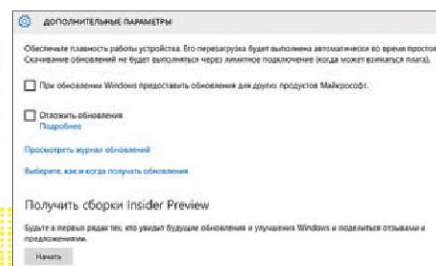 ДОПОЛНИТЕЛЬНЫЕ ПАРАМЕТРЫ
Обеспечьте плавность работы устройства. Его перезагрузка будет выполнена автоматически во время простоя
Скачивание обновлений не будет выполняться через лимитное подключение (когда может взиматься плата).
При обновлении Windows предоставить обновления для других продуктов Майкрософт.
Отложить обновления
Подробнее
Просмотреть журнал обновлений
Выберите, как и когда получать обновления
Получить сборки Insider Preview
Будьте в первых рядах тех, кто увидит будущие обновления и улучшения Windows и поделиться отзывами и
предложениями.
Начать